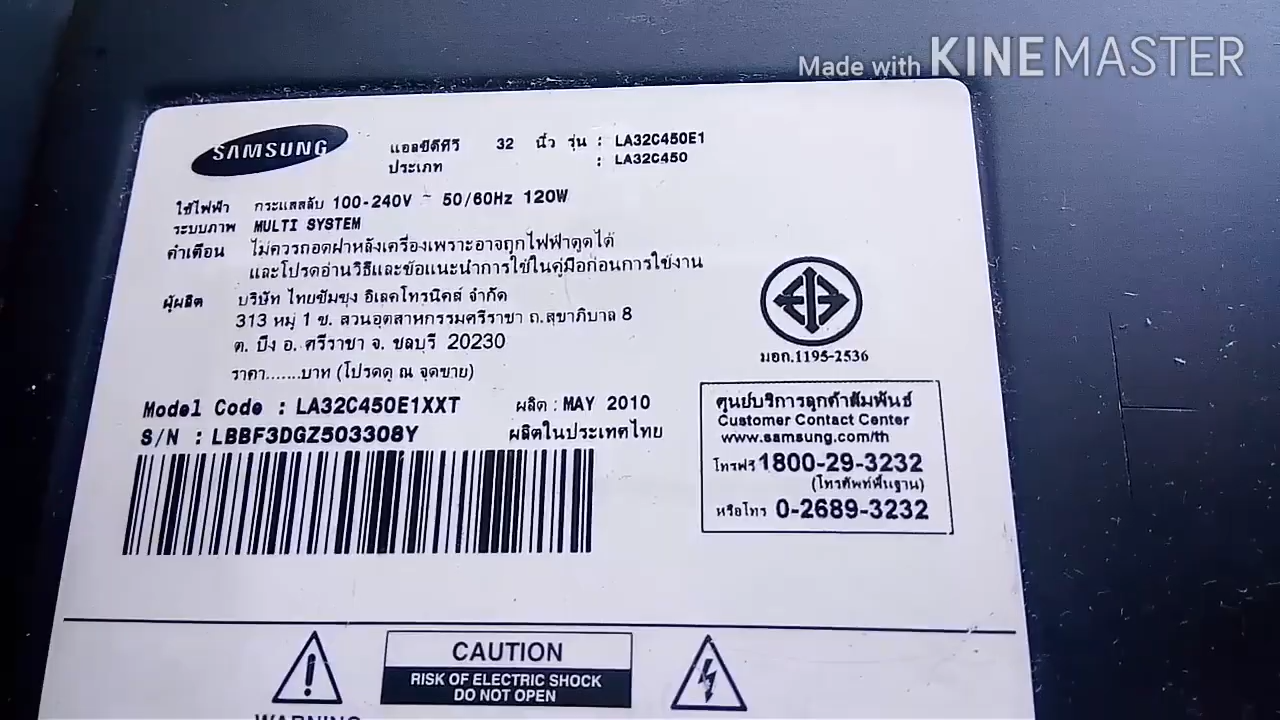 Made with KINEMASTER
SAMSUNG
แอลซีดีทีวี 32 นิ้ว รุ่น : LA32C450E1
ประเภท : LA32C450
ใช้ไฟฟ้า กระแสสลับ 100-240V ~ 50/60Hz 120W
ระบบภาพ MULTI SYSTEM
คำเตือน ไม่ควรถอดฝาหลังเครื่องเพราะอาจถูกไฟฟ้าดูดได้
และโปรดอ่านวิธีและข้อแนะนำการใช้ในคู่มือก่อนการใช้งาน
ผู้ผลิต บริษัท ไทยซัมซุง อิเลคโทรนิคส์ จำกัด
313 หมู่ 1 ข. สวนอุตสาหกรรมศรีราชา ถ.สุขาภิบาล 8
ต. บึง อ. ศรีราชา จ. ชลบุรี 20230
ราคา.......บาท (โปรดดู ณ จุดขาย)
มอก.1195-2536
Model Code : LA32C450E1XXT ผลิต : MAY 2010
S/N : LBBF3DGZ503308Y ผลิตในประเทศไทย
ศูนย์บริการลูกค้าสัมพันธ์
Customer Contact Center
www.samsung.com/th
โทรฟรี 1800-29-3232
(โทรศัพท์พื้นฐาน)
หรือโทร 0-2689-3232
CAUTION
RISK OF ELECTRIC SHOCK
DO NOT OPEN
WARNING